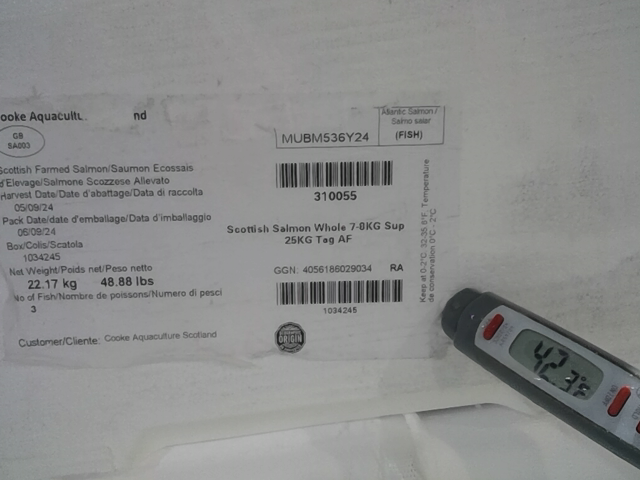 ooke Aquacultu nd
GB
SA003
MUBM536Y24
Atlantic Salmon /
Salmo salar
(FISH)
Scottish Farmed Salmon/Saumon Ecossais
d'Elevage/Salmone Scozzese Allevato
Harvest Date/Date d'abattage/Data di raccolta
05/09/24
Pack Date/date d'emballage/Data d'imballaggio
06/09/24
Box/Colis/Scatola
1034245
Net Weight/Poids net/Peso netto
22.17 kg 48.88 lbs
No of Fish/Nombre de poissons/Numero di pesci
3
Customer/Cliente: Cooke Aquaculture Scotland
310055
Scottish Salmon Whole 7-8KG Sup
25KG Tag AF
GGN: 4056186029034 RA
1034245
ORIGIN
Keep at 0-2°C 32-35.6°F. Temperature
de conservation 0°C - 2°C
42.3°F